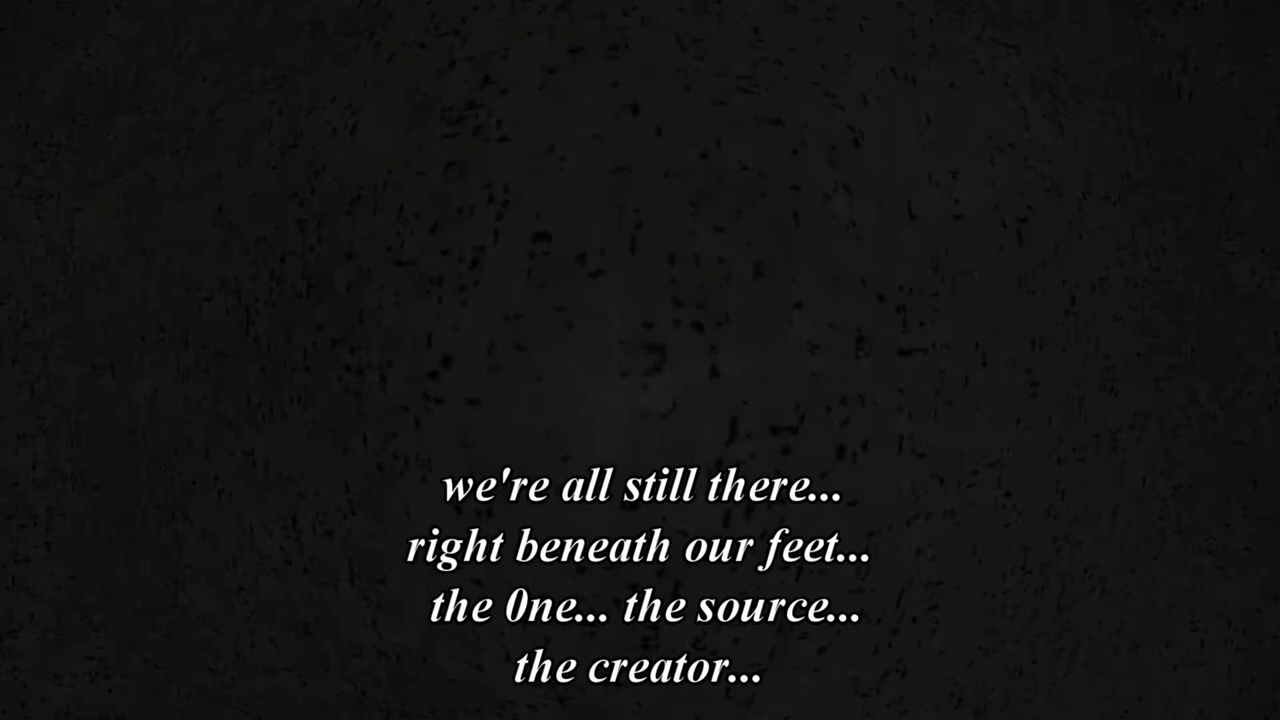 we're all still there...
right beneath our feet...
the 0ne... the source...
the creator...